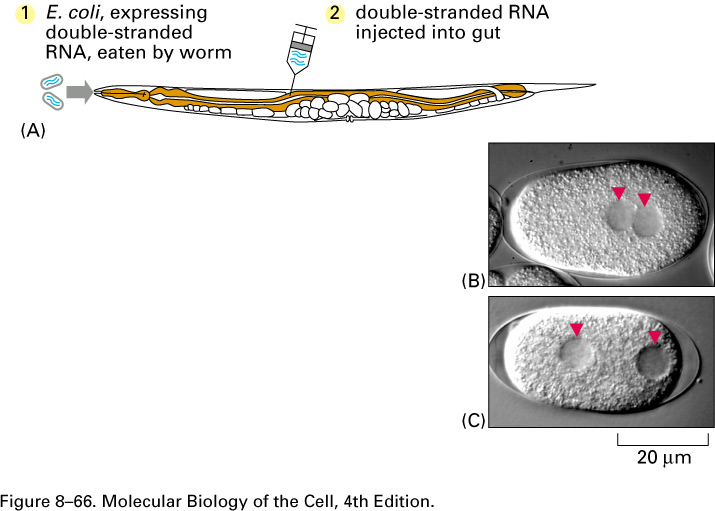 1 E. coli, expressing
double-stranded
RNA, eaten by worm
2 double-stranded RNA
injected into gut
(A)
(B)
(C)
20 μm
Figure 8–66. Molecular Biology of the Cell, 4th Edition.